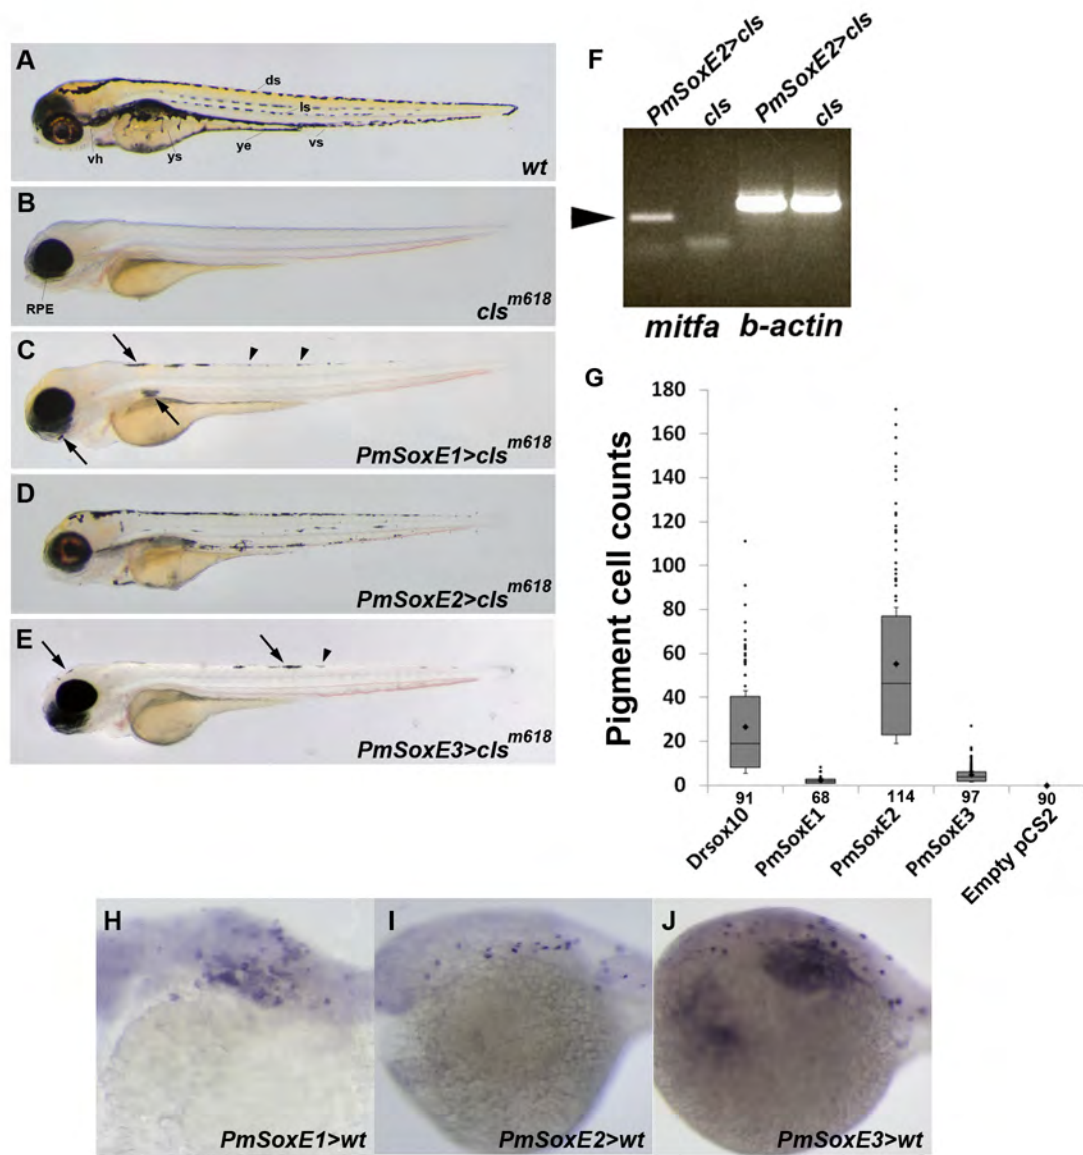 A
ds
ls
vh
ys
ye
vs
wt
B
RPE
cls^m618
C
PmSoxE1>cls^m618
D
PmSoxE2>cls^m618
E
PmSoxE3>cls^m618
F
PmSoxE2>cls
cls
PmSoxE2>cls
cls
mitfa b-actin
G
Pigment cell counts
180
160
140
120
100
80
60
40
20
0
91 68 114 97 90
Drsox10
PmSoxE1
PmSoxE2
PmSoxE3
Empty pCS2
H
PmSoxE1>wt
I
PmSoxE2>wt
J
PmSoxE3>wt